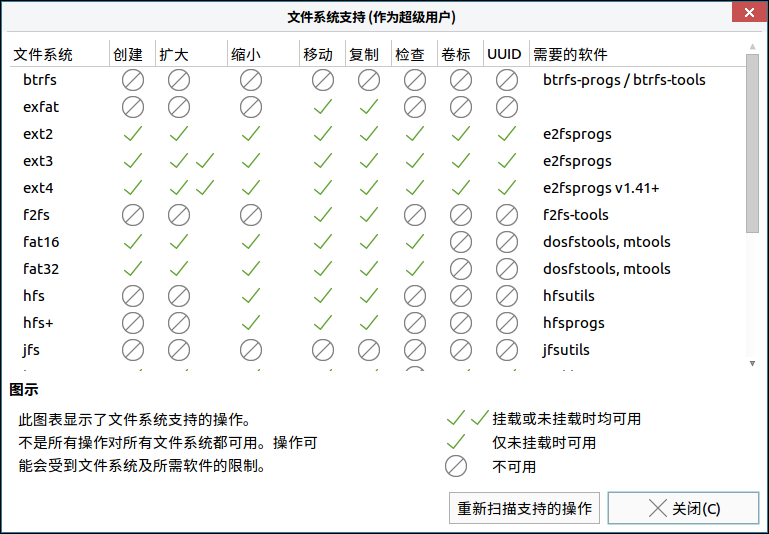 文件系统支持 (作为超级用户)
文件系统 创建 扩大 缩小 移动 复制 检查 卷标 UUID 需要的软件
btrfs btrfs-progs / btrfs-tools
exfat
ext2 e2fsprogs
ext3 e2fsprogs
ext4 e2fsprogs v1.41+
f2fs f2fs-tools
fat16 dosfstools, mtools
fat32 dosfstools, mtools
hfs hfsutils
hfs+ hfsprogs
jfs jfsutils
图示
此图表显示了文件系统支持的操作。
不是所有操作对所有文件系统都可用。操作可
能会受到文件系统及所需软件的限制。
挂载或未挂载时均可用
仅未挂载时可用
不可用
重新扫描支持的操作 关闭(C)